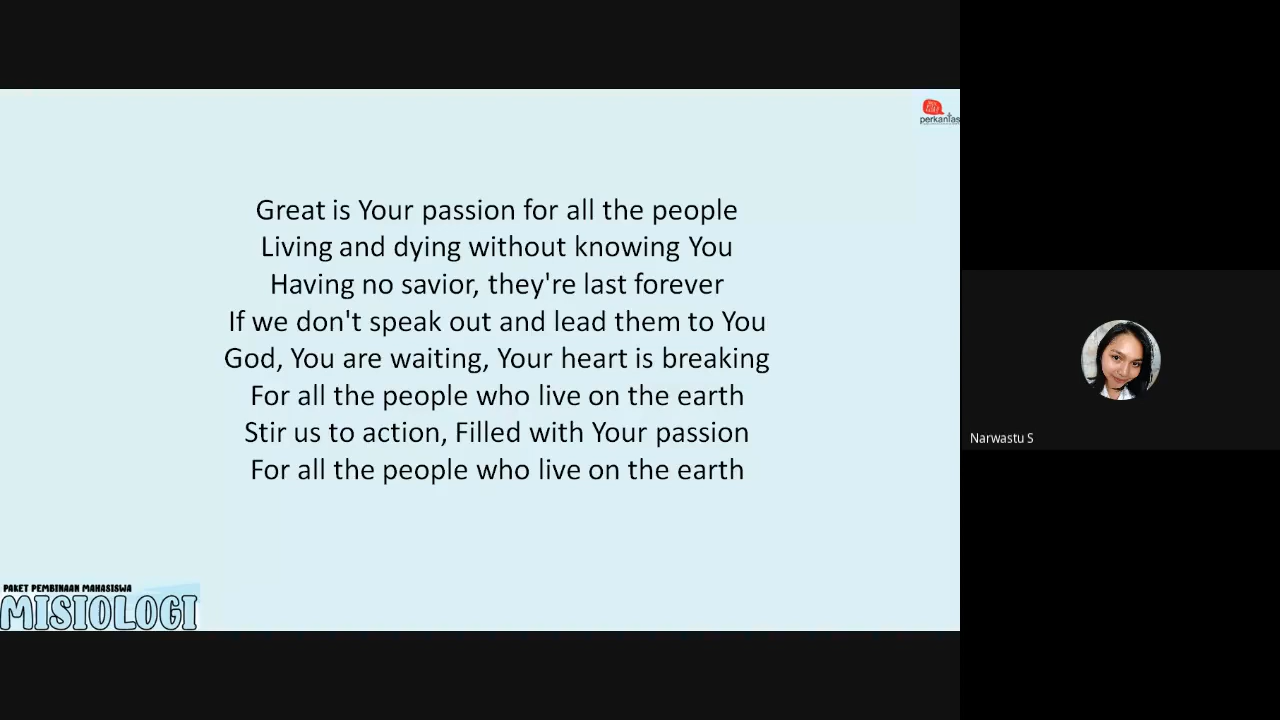 perkantas
Great is Your passion for all the people
Living and dying without knowing You
Having no savior, they're last forever
If we don't speak out and lead them to You
God, You are waiting, Your heart is breaking
For all the people who live on the earth
Stir us to action, Filled with Your passion
For all the people who live on the earth
Narwastu S
PAKET PEMBINAAN MAHASISWA
MISIOLOGI